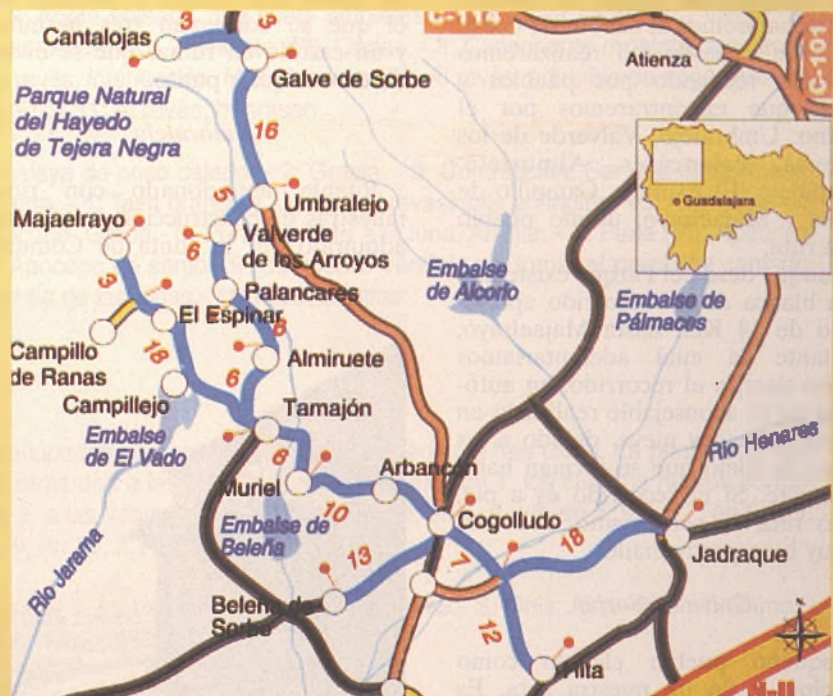 3
3
C-114
Cantalojas
Galve de Sorbe
Atienza
C-101
Parque Natural
del Hayedo
de Tejera Negra
16
5
Umbralejo
Guadalajara
Majaelrayo
6
Valverde
de los Arroyos
Embalse
de Alcorlo
Palancares
Embalse de
Pálmaces
3
El Espinar
8
Campillo
de Ranas
18
Almiruete
6
Campillejo
Tamajón
Embalse
de El Vado
Río Henares
6
Muriel
Arbancón
10
Cogolludo
Embalse de
Beleña
18
Jadraque
13
7
Río Jarama
Beleña de
Sorbe
12
Hita
N-II